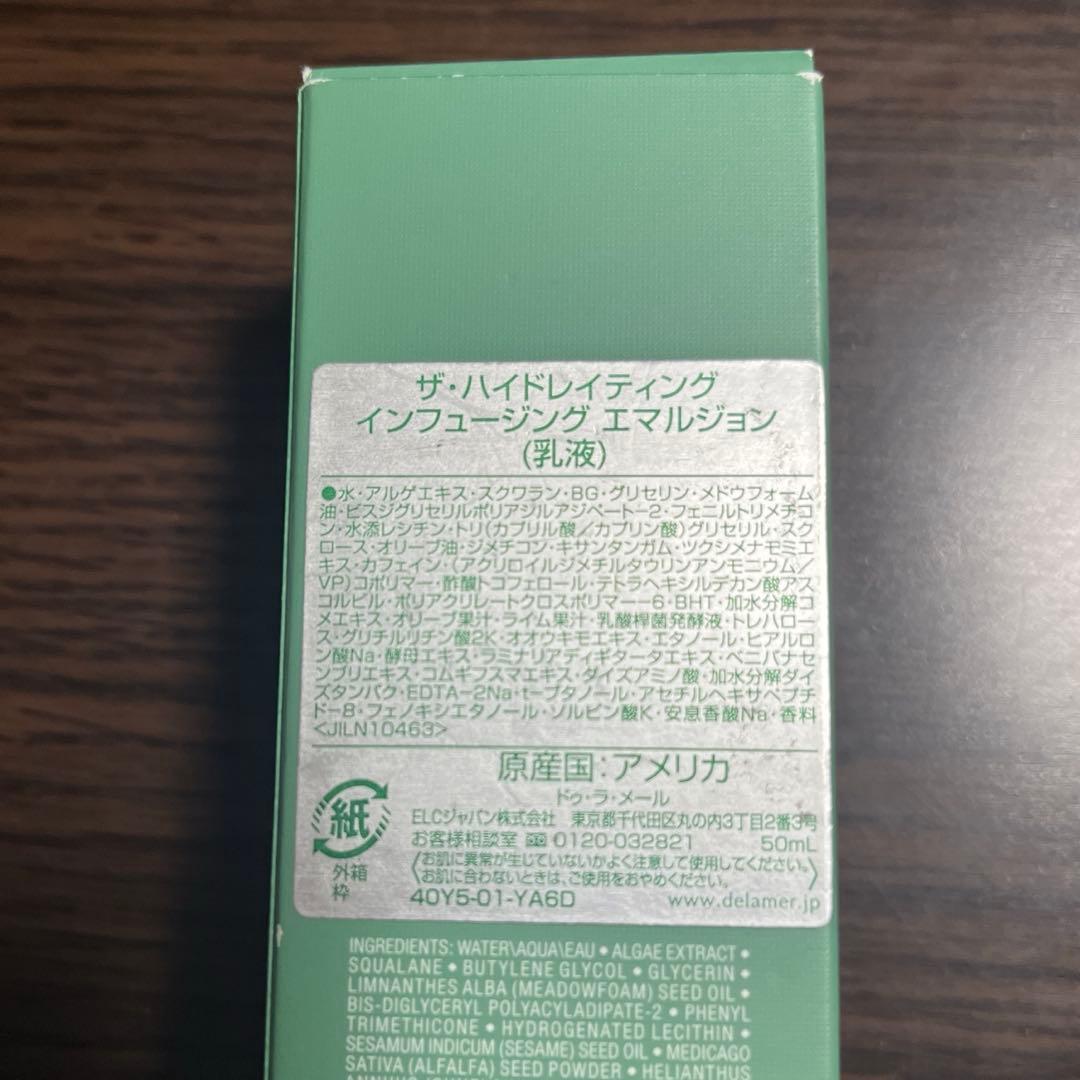 ザ・ハイドレイティング
インフュージング エマルジョン
(乳液)
●水・アルゲエキス・スクワラン・BG・グリセリン・メドウフォーム
油・ビスジグリセリルポリアシルアジペート-2・フェニルトリメチコ
ン・水添レシチン・トリ(カプリル酸/カプリン酸)グリセリル・スク
ロース・オリーブ油・ジメチコン・キサンタンガム・ツクシメナモミエ
キス・カフェイン・(アクリロイルジメチルタウリンアンモニウム/
VP)コポリマー・酢酸トコフェロール・テトラヘキシルデカン酸アス
コルビル・ポリアクリレートクロスポリマー-6・BHT・加水分解コ
メエキス・オリーブ果汁・ライム果汁・乳酸桿菌発酵液・トレハロー
ス・グリチルリチン酸2K・オオウキモエキス・エタノール・ヒアルロ
ン酸Na・酵母エキス・ラミナリアディギタータエキス・ベニバナセ
ンブリエキス・コムギフスマエキス・ダイズアミノ酸・加水分解ダイ
ズタンパク・EDTA-2Na・t-ブタノール・アセチルヘキサペプチ
ド-8・フェノキシエタノール・ソルビン酸K・安息香酸Na・香料
<JILN10463>
原産国:アメリカ
ドゥ・ラ・メール
ELCジャパン株式会社 東京都千代田区丸の内3丁目2番3号
お客様相談室 0120-032821 50mL
〈お肌に異常が生じていないかよく注意して使用してください。
お肌に合わないときは、ご使用をおやめください。〉
40Y5-01-YA6D www.delamer.jp
紙
外箱
枠
INGREDIENTS: WATER\AQUA\EAU • ALGAE EXTRACT •
SQUALANE • BUTYLENE GLYCOL • GLYCERIN •
LIMNANTHES ALBA (MEADOWFOAM) SEED OIL •
BIS-DIGLYCERYL POLYACYLADIPATE-2 • PHENYL
TRIMETHICONE • HYDROGENATED LECITHIN •
SESAMUM INDICUM (SESAME) SEED OIL • MEDICAGO
SATIVA (ALFALFA) SEED POWDER • HELIANTHUS